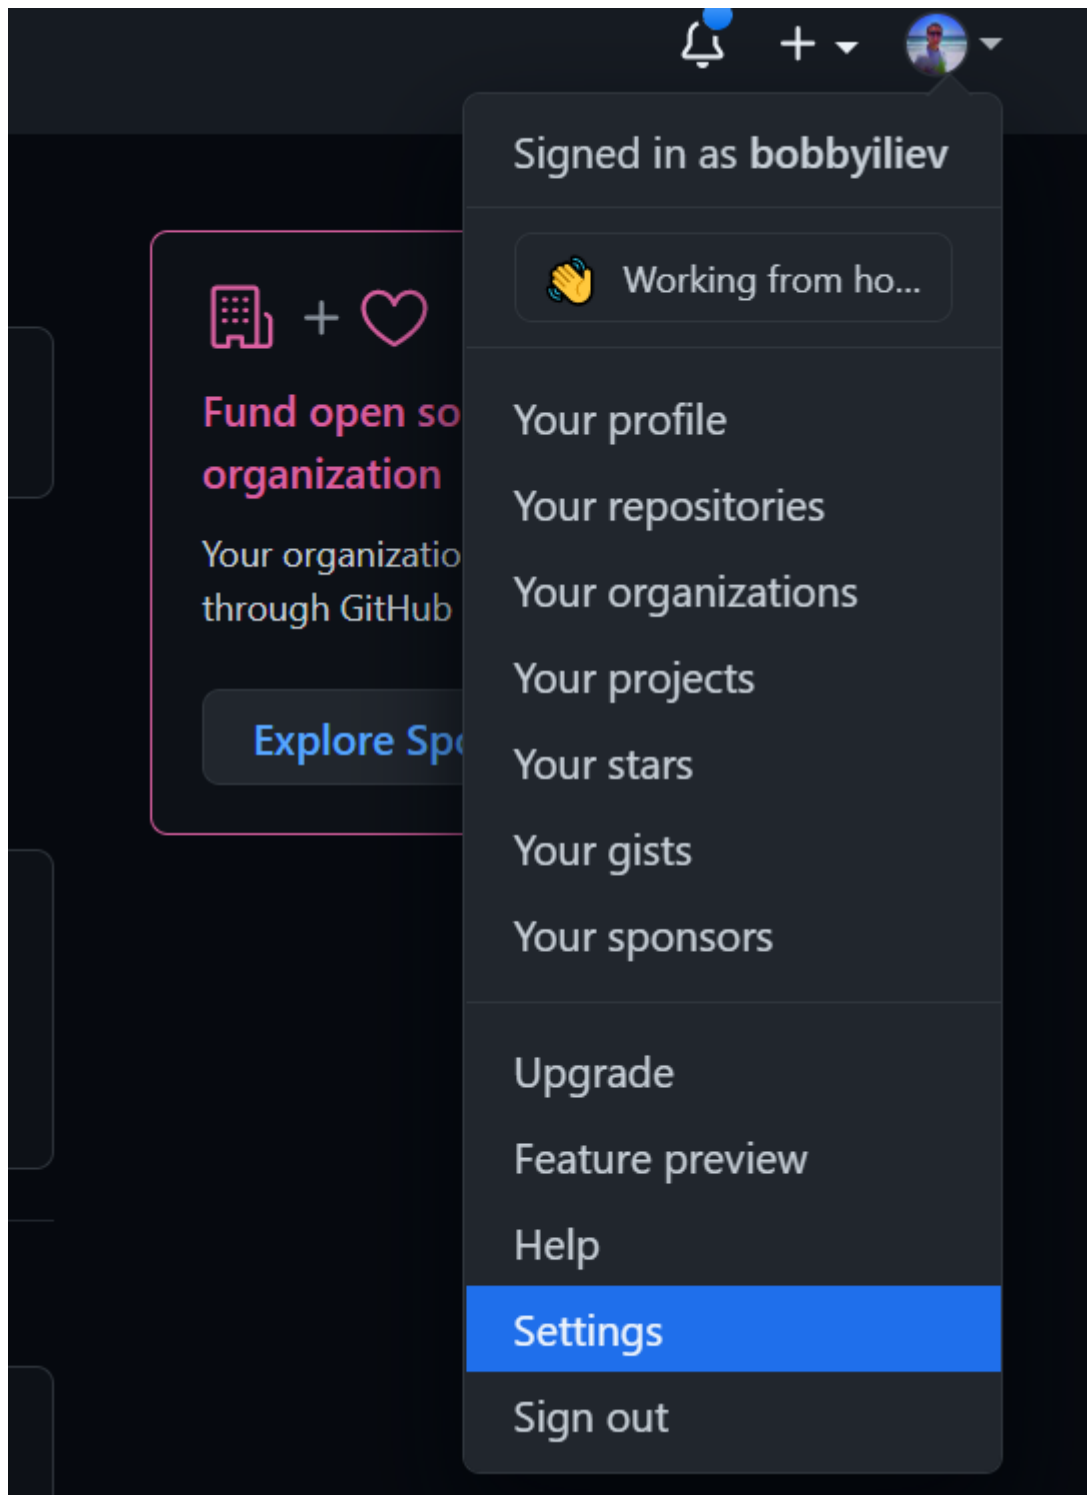 Signed in as bobbyiliev
Working from ho...
Fund open so
organization
Your organizatio
through GitHub
Explore Spo
Your profile
Your repositories
Your organizations
Your projects
Your stars
Your gists
Your sponsors
Upgrade
Feature preview
Help
Settings
Sign out